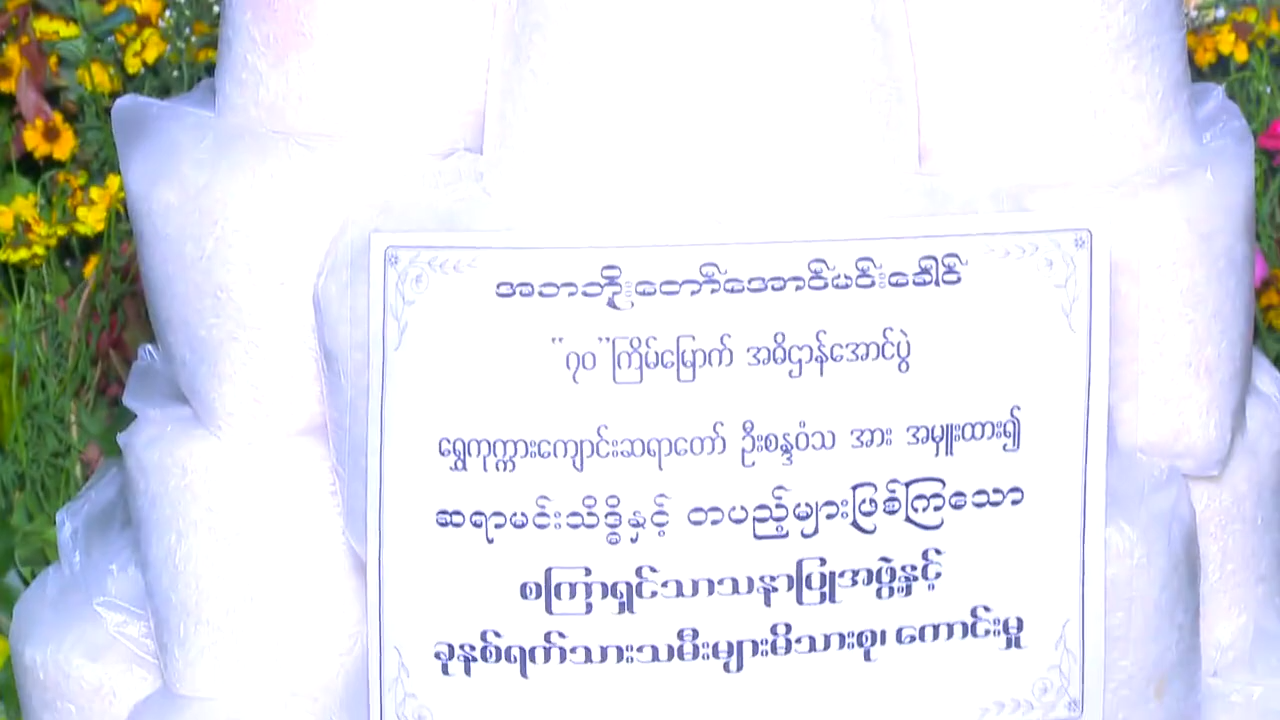 အဘဘိုးတော်အောင်မင်းခေါင်
"၇၀"ကြိမ်မြောက် အဓိဌာန်အောင်ပွဲ
ရွှေကုက္ကားကျောင်းဆရာတော် ဦးစန္ဒဝံသ အား အမှူးထား၍
ဆရာမင်းသိဒ္ဓိနှင့် တပည့်များဖြစ်ကြသော
စကြာရှင်သာသနာပြုအဖွဲ့နှင့်
ခုနစ်ရက်သားသမီးများမိသားစု၊ ကောင်းမှု